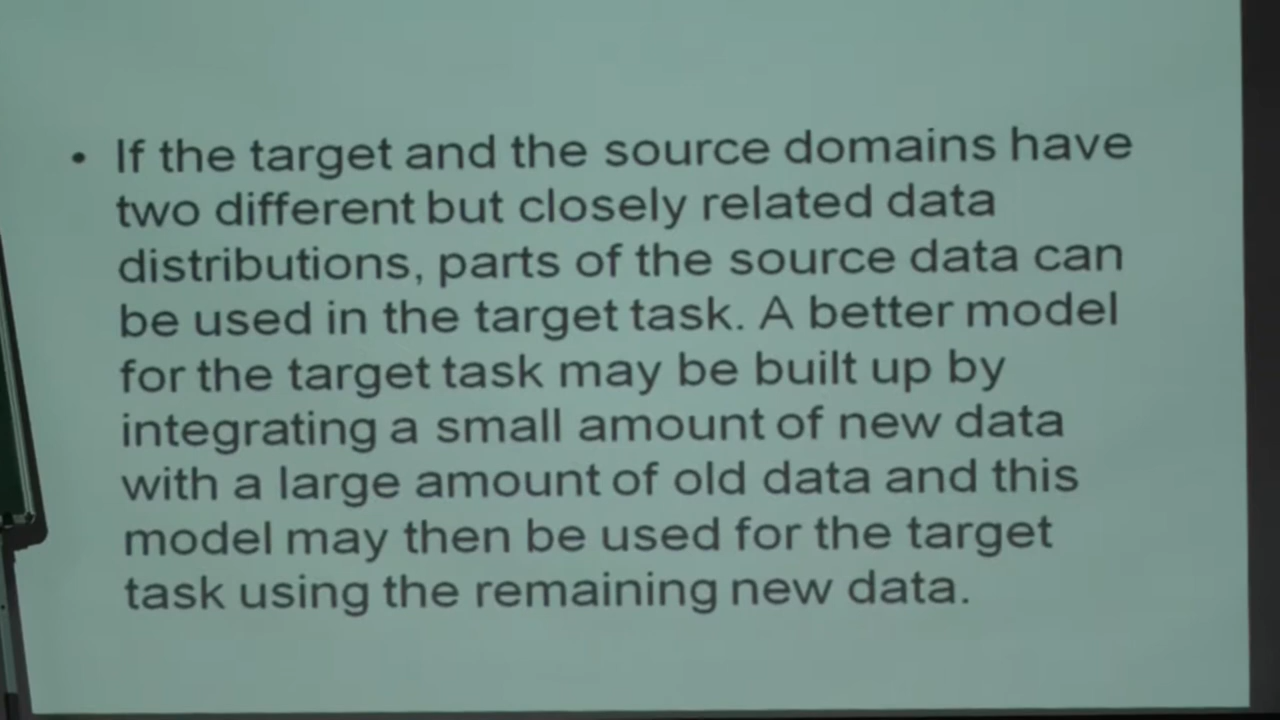 • If the target and the source domains have
two different but closely related data
distributions, parts of the source data can
be used in the target task. A better model
for the target task may be built up by
integrating a small amount of new data
with a large amount of old data and this
model may then be used for the target
task using the remaining new data.